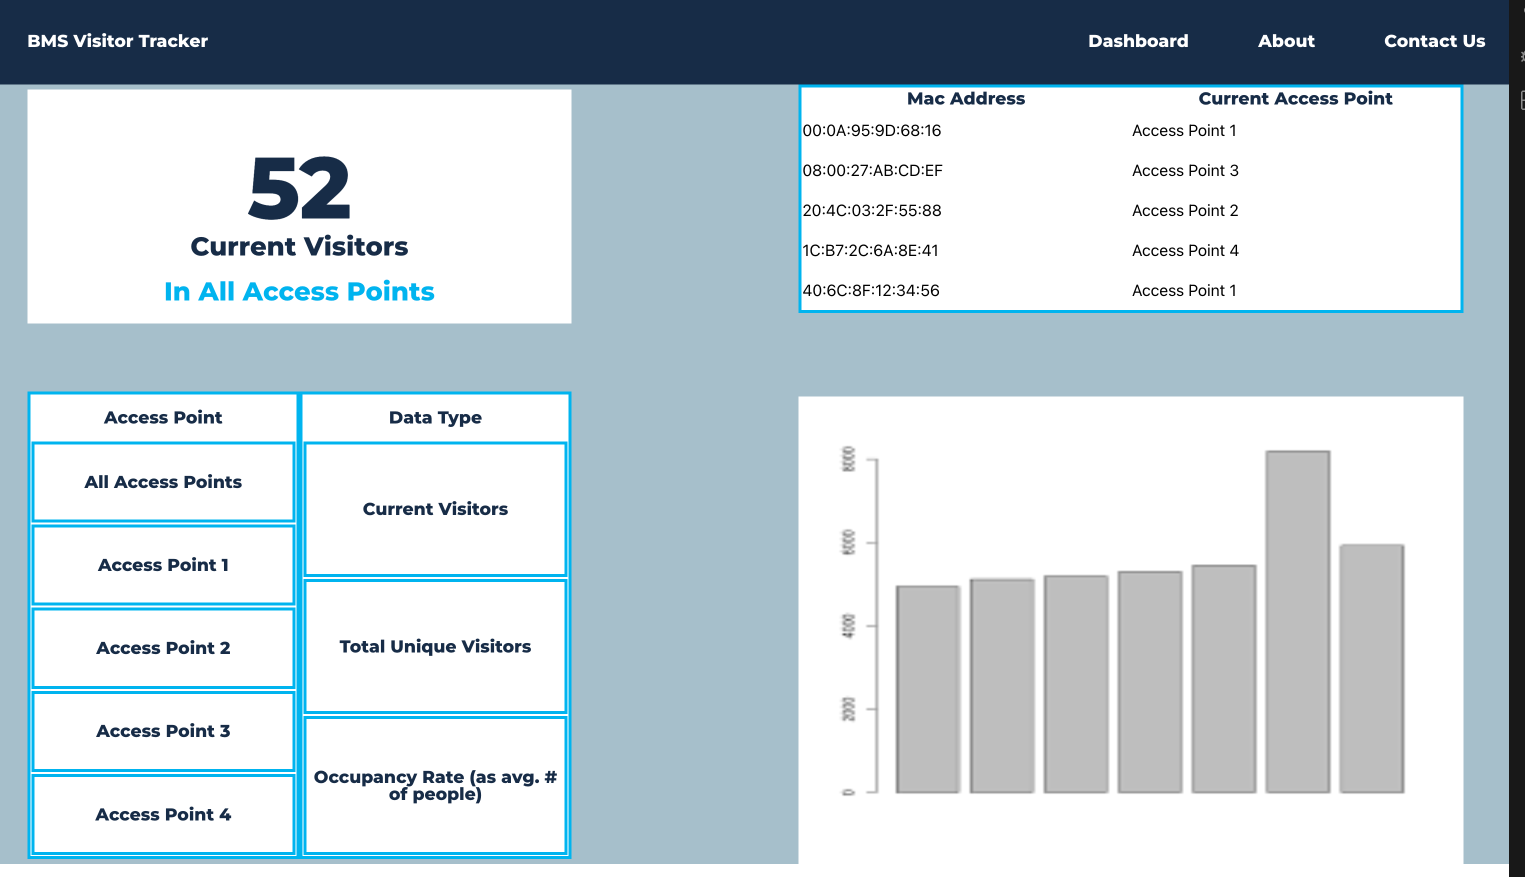 BMS Visitor Tracker
Dashboard
About
Contact Us
52
Current Visitors
In All Access Points
Mac Address Current Access Point
00:0A:95:9D:68:16 Access Point 1
08:00:27:AB:CD:EF Access Point 3
20:4C:03:2F:55:88 Access Point 2
1C:B7:2C:6A:8E:41 Access Point 4
40:6C:8F:12:34:56 Access Point 1
Access Point
All Access Points
Access Point 1
Access Point 2
Access Point 3
Access Point 4
Data Type
Current Visitors
Total Unique Visitors
Occupancy Rate (as avg. #
of people)
8000
6000
4000
2000
0